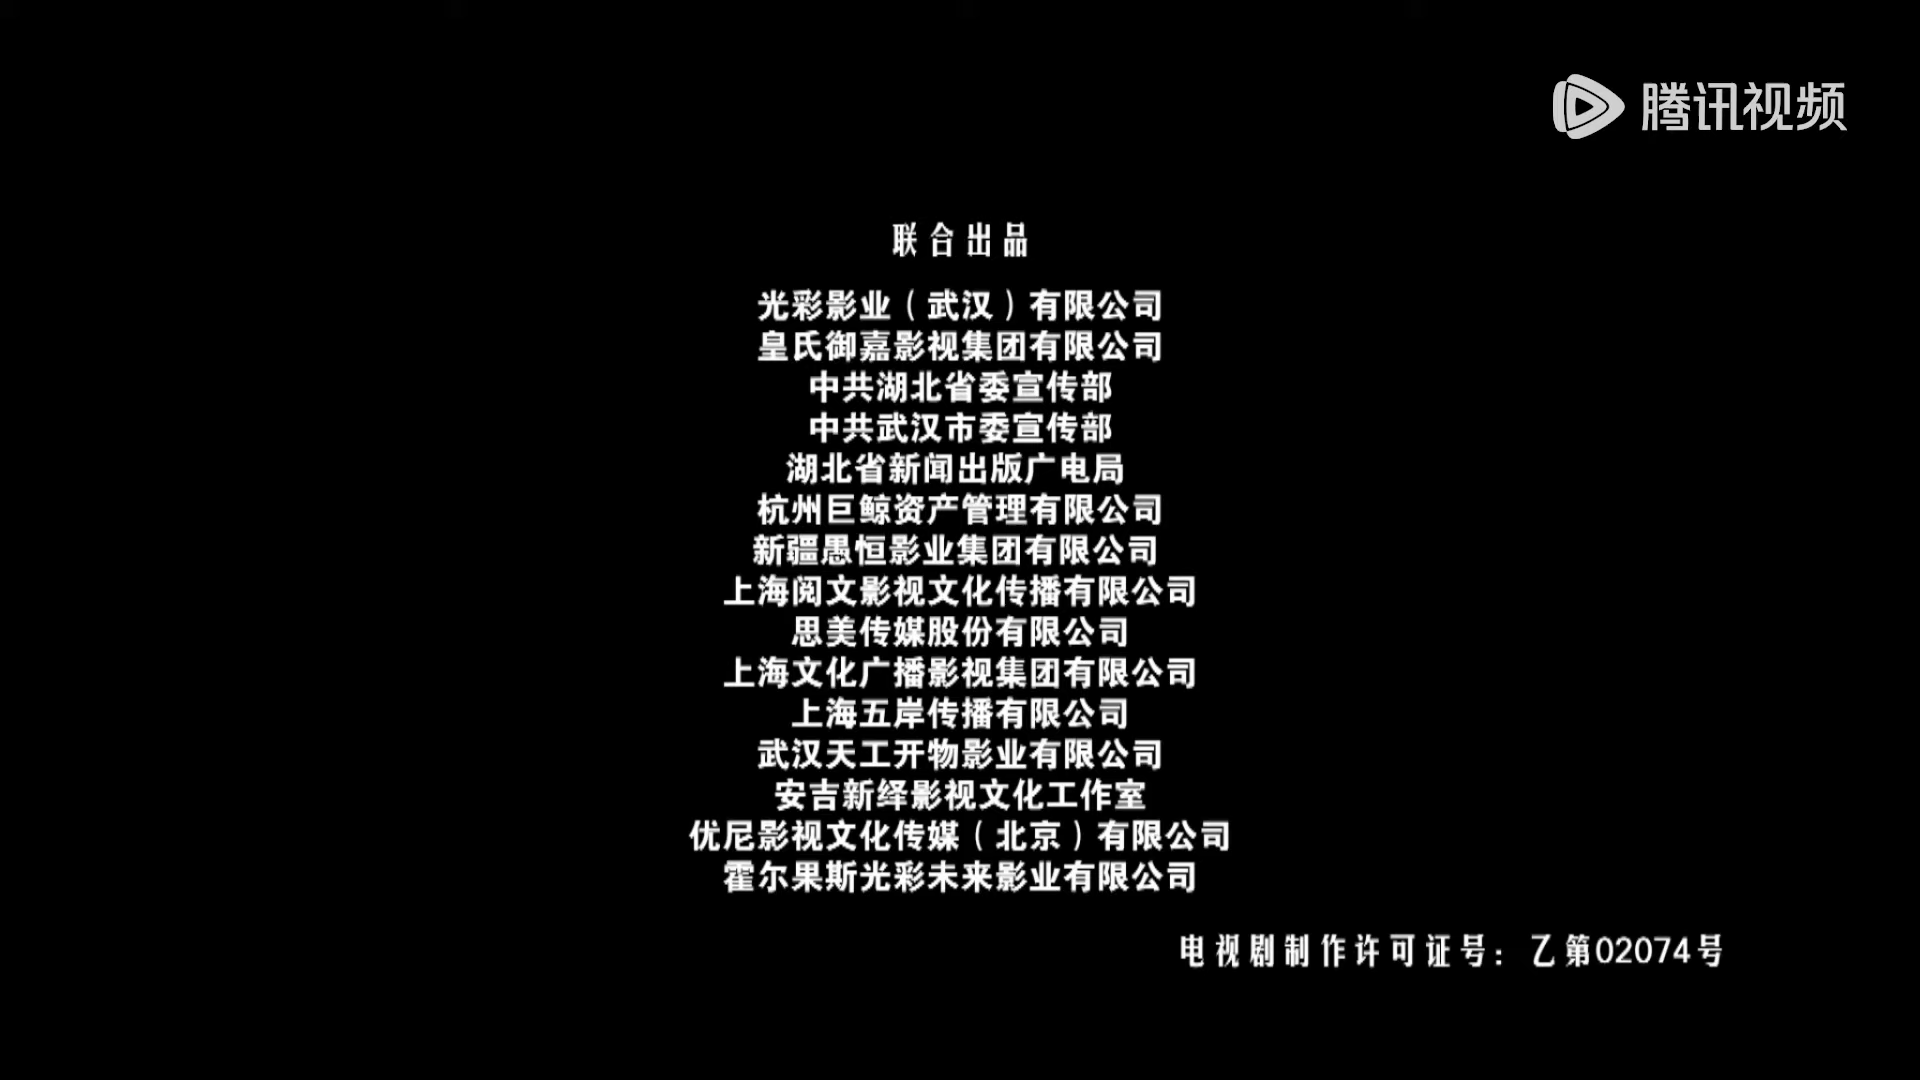 腾讯视频
联合出品
光彩影业（武汉）有限公司
皇氏御嘉影视集团有限公司
中共湖北省委宣传部
中共武汉市委宣传部
湖北省新闻出版广电局
杭州巨鲸资产管理有限公司
新疆愚恒影业集团有限公司
上海阅文影视文化传播有限公司
思美传媒股份有限公司
上海文化广播影视集团有限公司
上海五岸传播有限公司
武汉天工开物影业有限公司
安吉新绎影视文化工作室
优尼影视文化传媒（北京）有限公司
霍尔果斯光彩未来影业有限公司
电视剧制作许可证号：乙第02074号